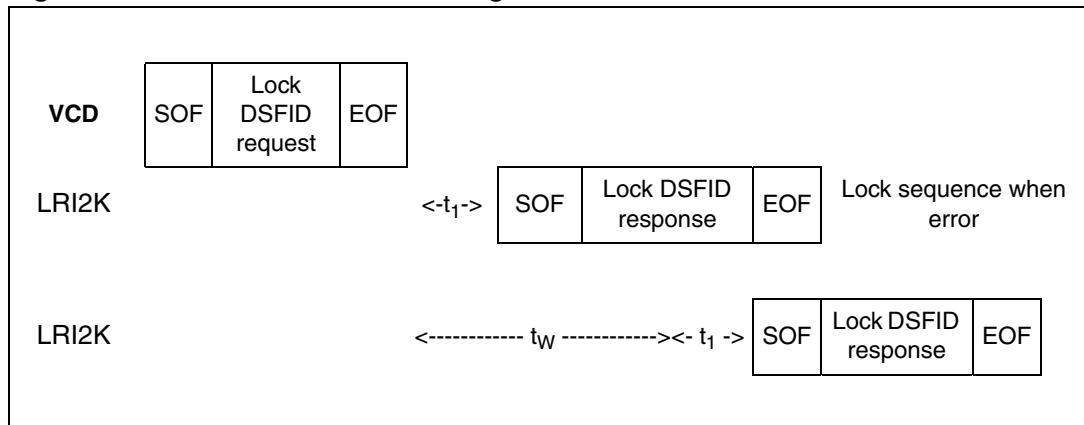 VCD
SOF
Lock
DSFID
request
EOF
LRI2K
<-t1->
SOF
Lock DSFID
response
EOF
Lock sequence when
error
LRI2K
<------------ tW ------------><- t1 ->
SOF
Lock DSFID
response
EOF